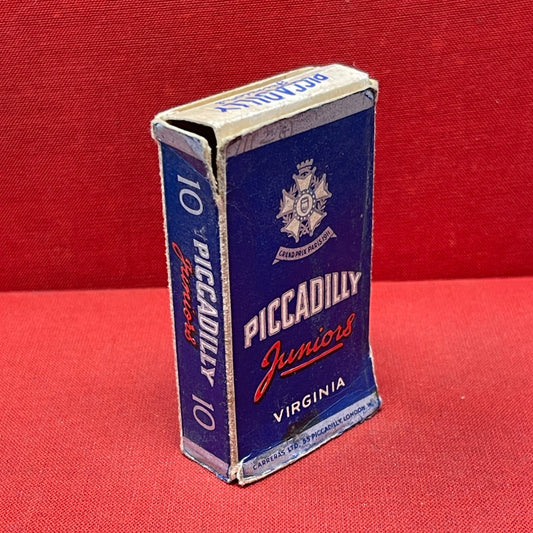 PICCADILLY
GRAND PRIX PARIS 1911
PICCADILLY
Juniors
VIRGINIA
CARRERAS LTD. 55 PICCADILLY, LONDON. W.
10 PICCADILLY 10
Juniors